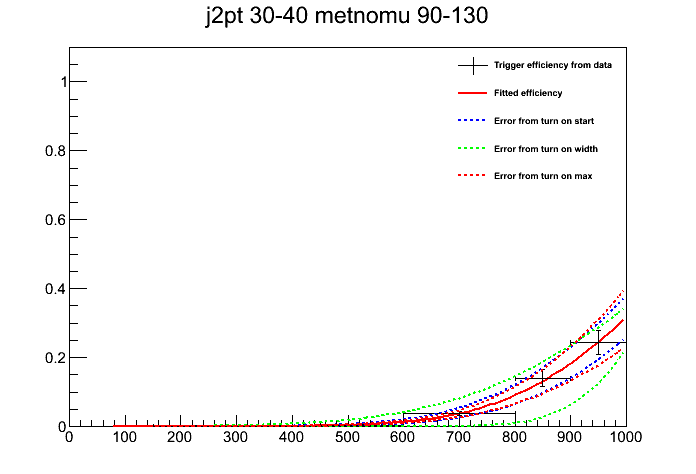 j2pt 30-40 metnomu 90-130
Trigger efficiency from data
Fitted efficiency
Error from turn on start
Error from turn on width
Error from turn on max
1
0.8
0.6
0.4
0.2
0
0 100 200 300 400 500 600 700 800 900 1000